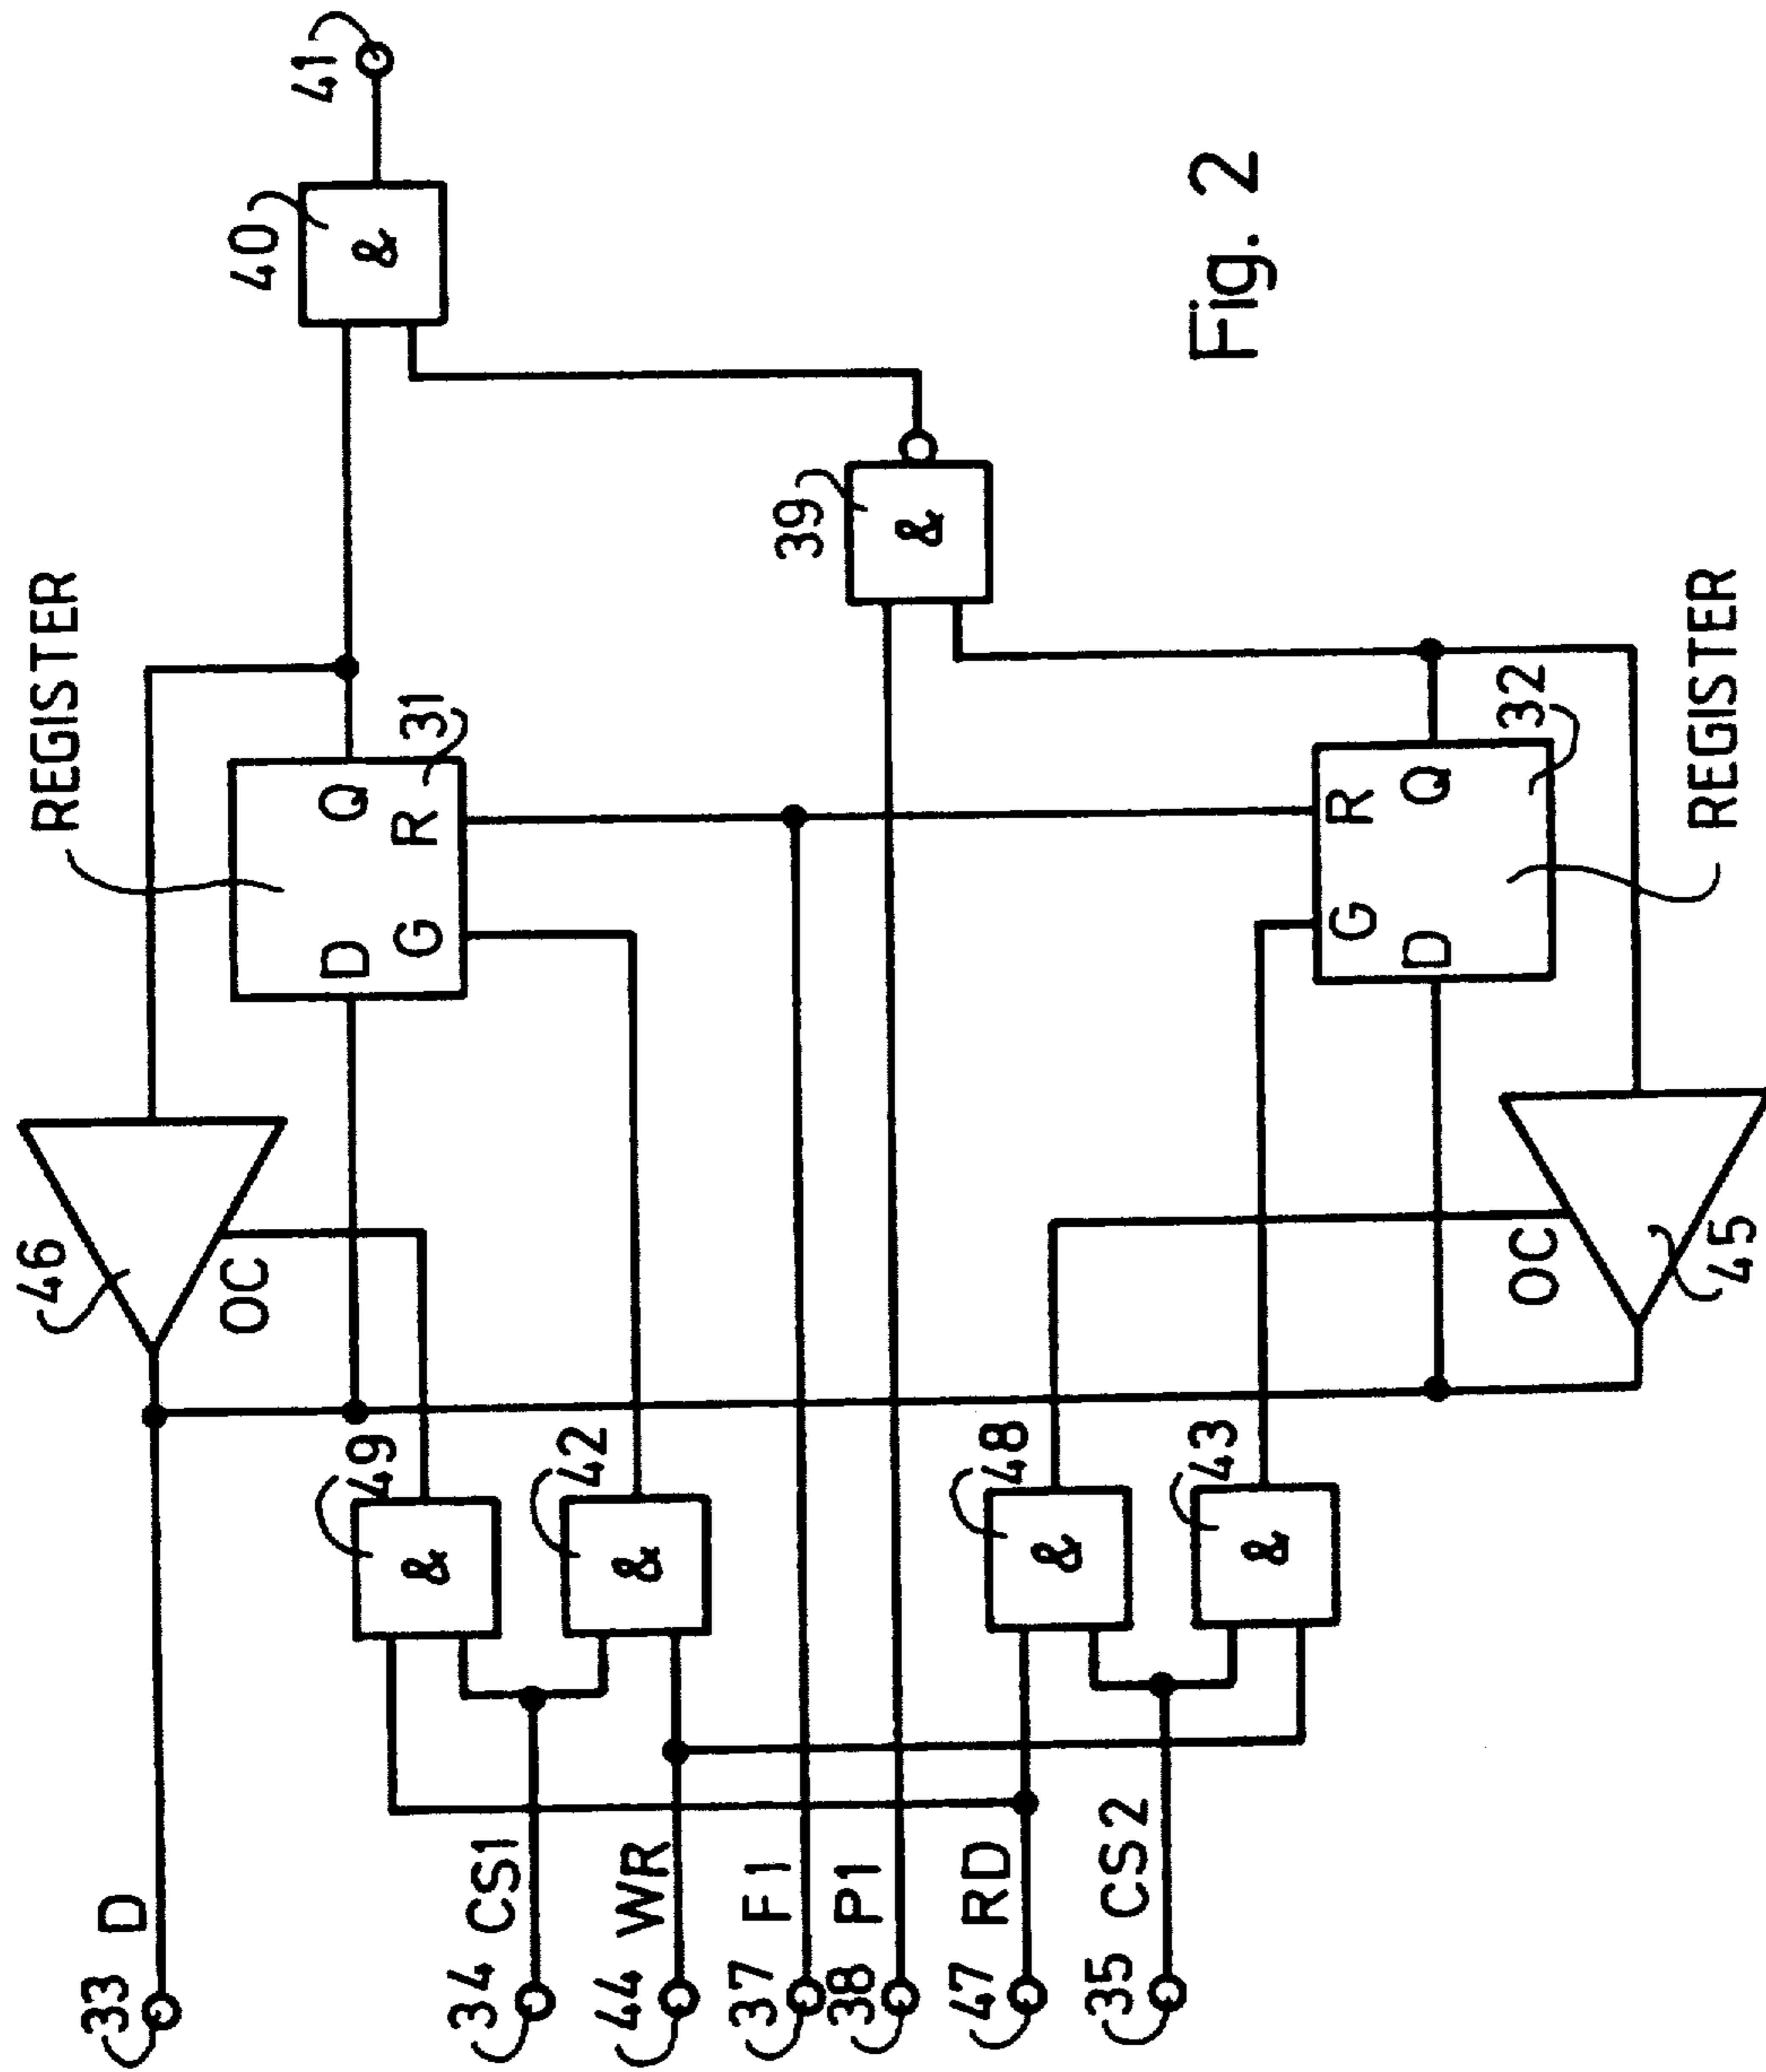 REGISTER
46
OC
31
D
Q
G
R
40
&
41
33
D
49
&
34
CS1
42
&
44
WR
37
F1
38
P1
39
&
47
RD
48
&
35
CS2
43
&
G
R
D
Q
32
OC
45
REGISTER
Fig. 2